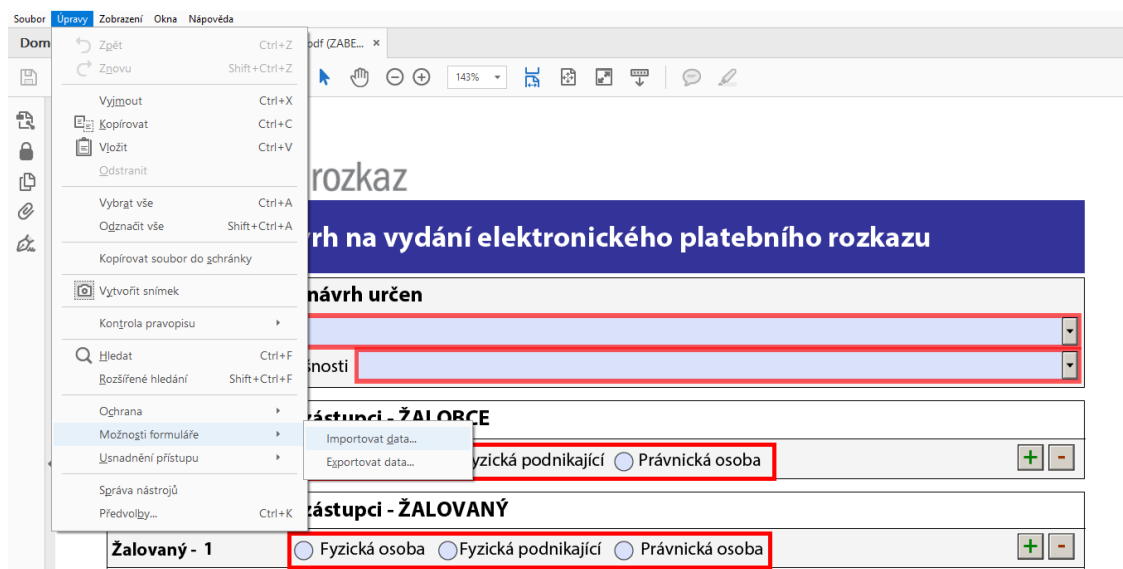 Soubor Úpravy Zobrazení Okna Nápověda
Dom
pdf (ZABE... ×
Zpět Ctrl+Z
Znovu Shift+Ctrl+Z
143%
Vyjmout Ctrl+X
Kopírovat Ctrl+C
Vložit Ctrl+V
Odstranit
rozkaz
Vybrat vše Ctrl+A
Odznačit vše Shift+Ctrl+A
rh na vydání elektronického platebního rozkazu
Kopírovat soubor do schránky
Vytvořit snímek
návrh určen
Kontrola pravopisu
Hledat Ctrl+F
šnosti
Rozšířené hledání Shift+Ctrl+F
Ochrana
zástupci - ŽALOBCE
Možnosti formuláře
Importovat data...
Usnadnění přístupu
Exportovat data...
yzická podnikající Právnická osoba + -
Správa nástrojů
Předvolby... Ctrl+K
zástupci - ŽALOVANÝ
Žalovaný - 1 Fyzická osoba Fyzická podnikající Právnická osoba + -